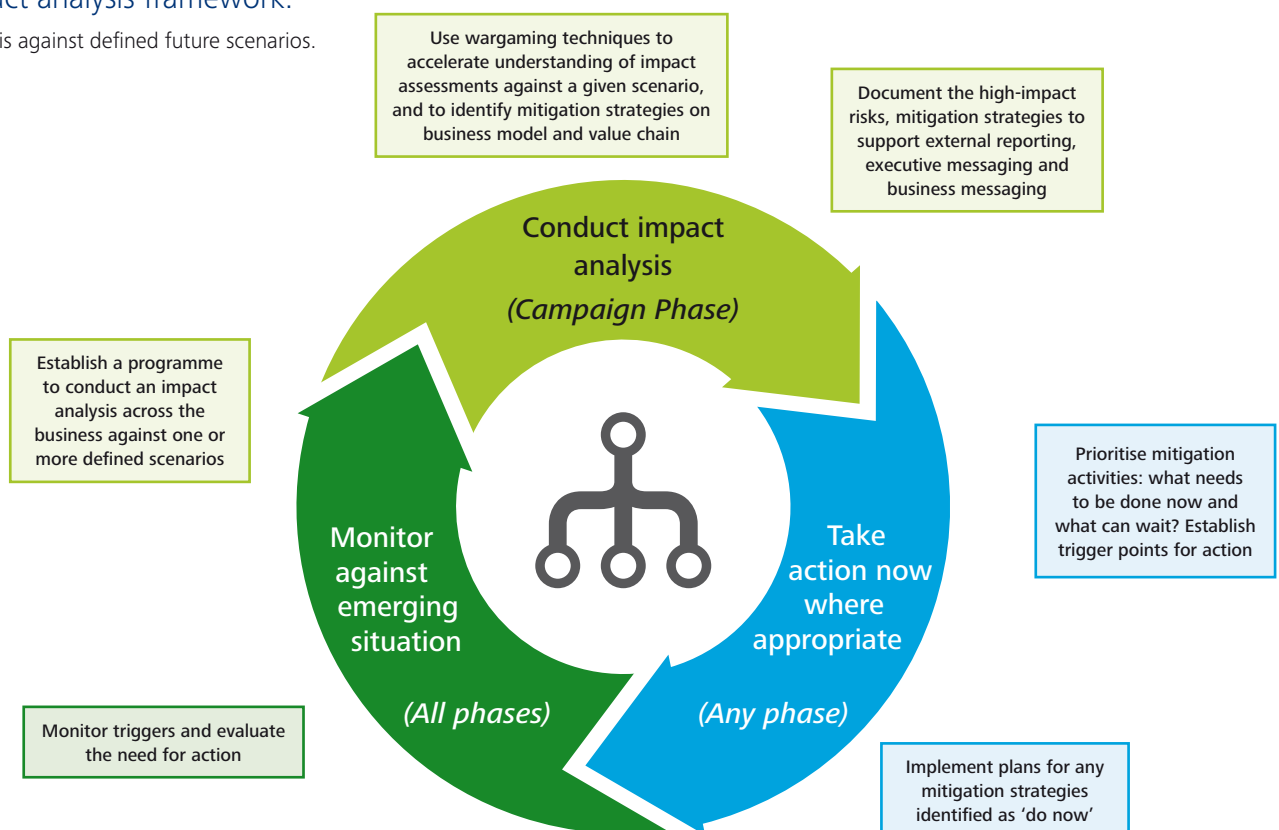 analysis framework.
is against defined future scenarios.
Use wargaming techniques to
accelerate understanding of impact
assessments against a given scenario,
and to identify mitigation strategies on
business model and value chain
Document the high-impact
risks, mitigation strategies to
support external reporting,
executive messaging and
business messaging
Conduct impact
analysis
(Campaign Phase)
Establish a programme
to conduct an impact
analysis across the
business against one or
more defined scenarios
Prioritise mitigation
activities: what needs
to be done now and
what can wait? Establish
trigger points for action
Monitor
against
emerging
situation
(All phases)
Take
action now
where
appropriate
(Any phase)
Monitor triggers and evaluate
the need for action
Implement plans for any
mitigation strategies
identified as ‘do now’